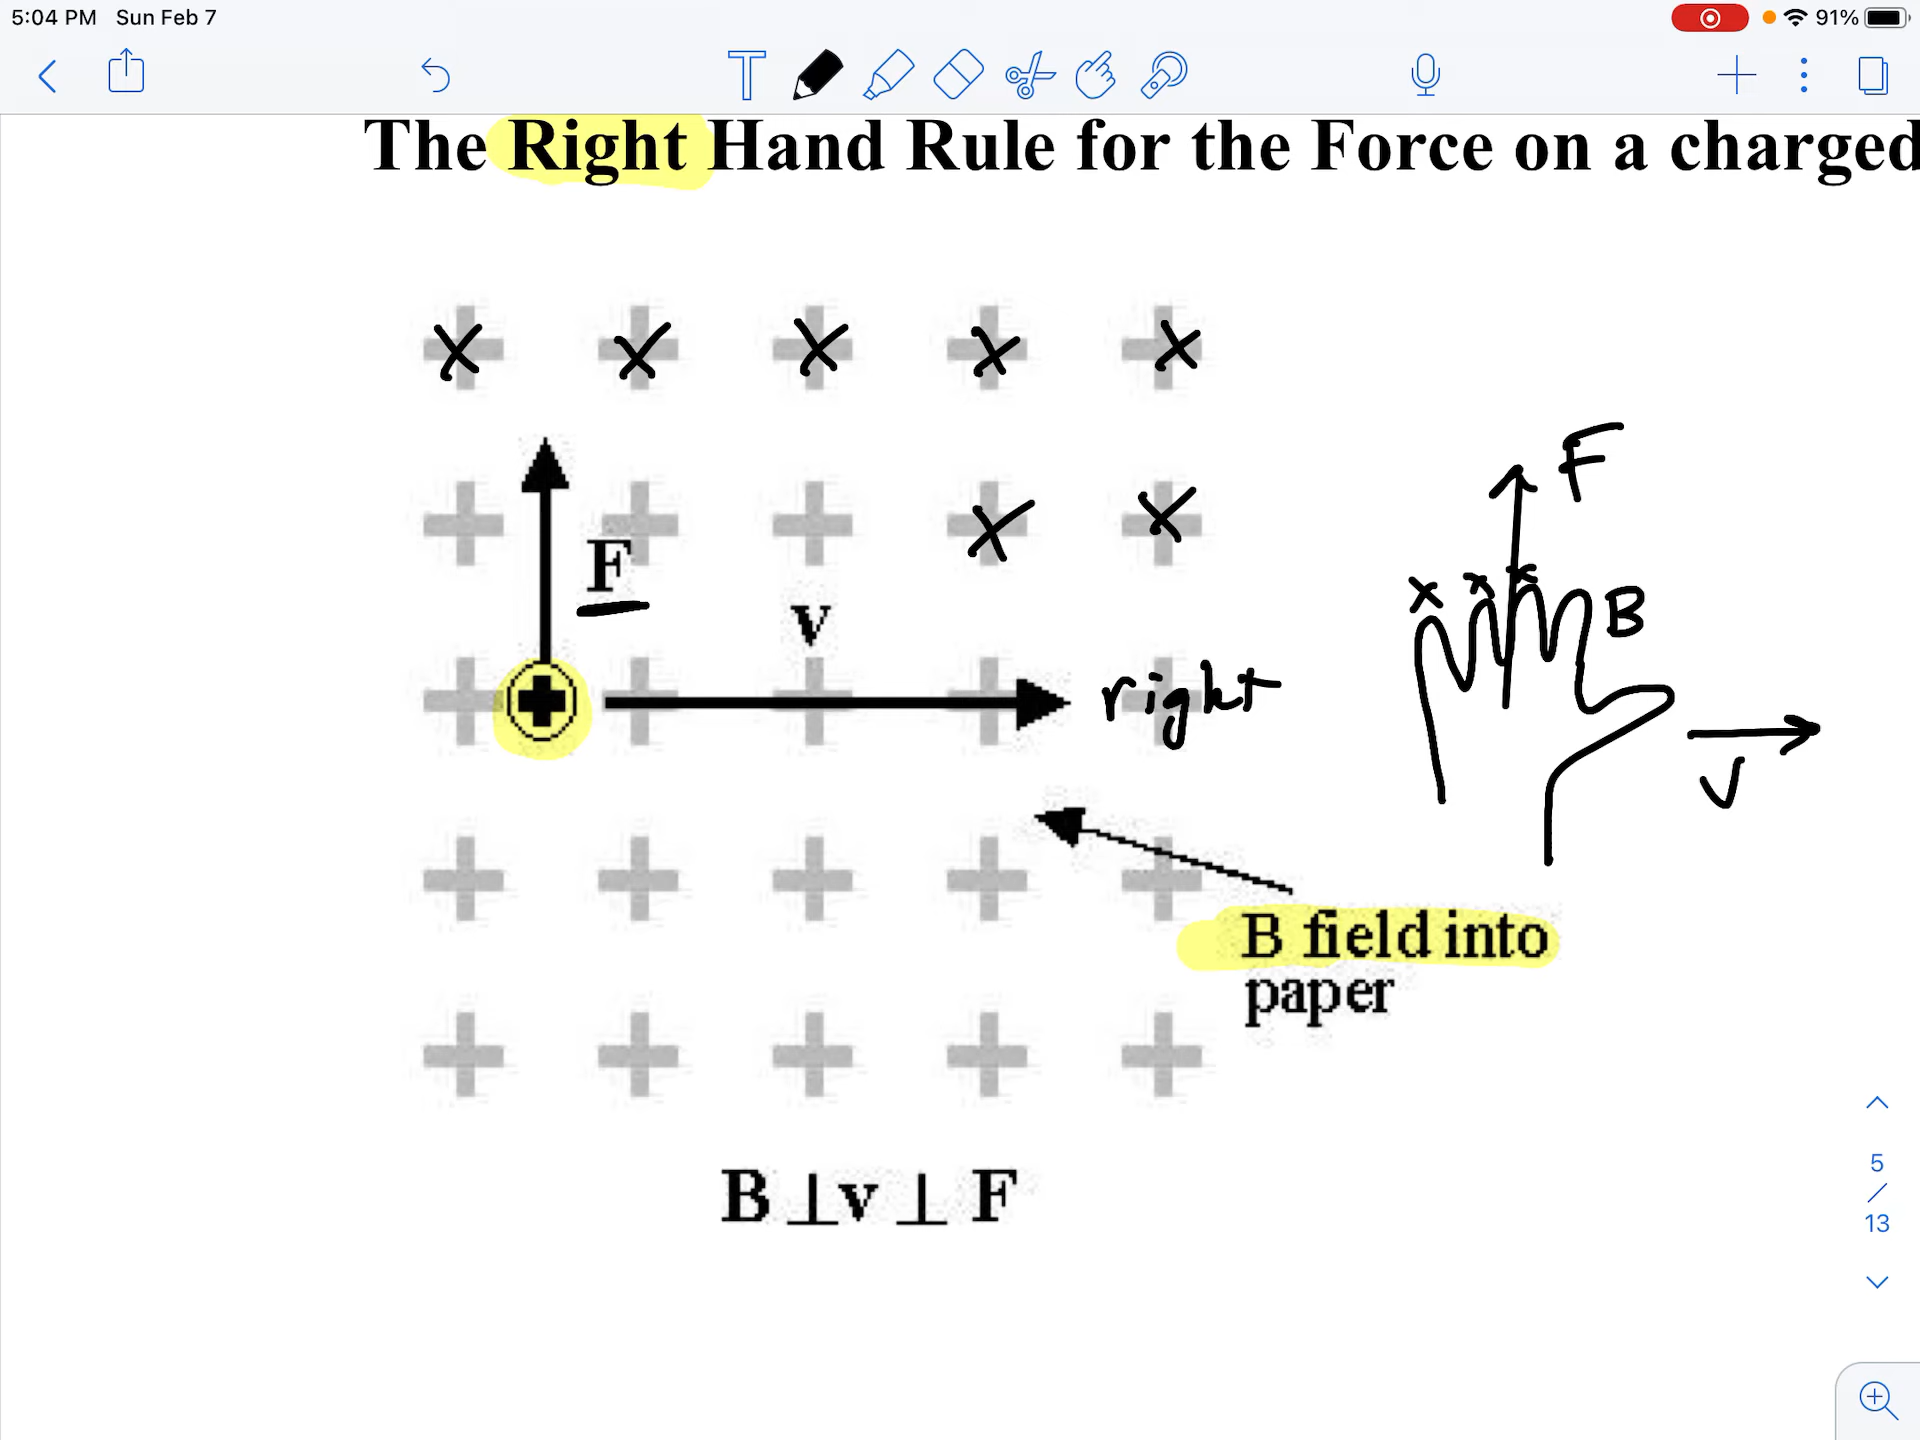 5:04 PM Sun Feb 7
91%
T
The Right Hand Rule for the Force on a charged
X X X X X
X X
F
F
X X X
B
v
right
V
B field into
paper
B ⊥ v ⊥ F
5
/
13